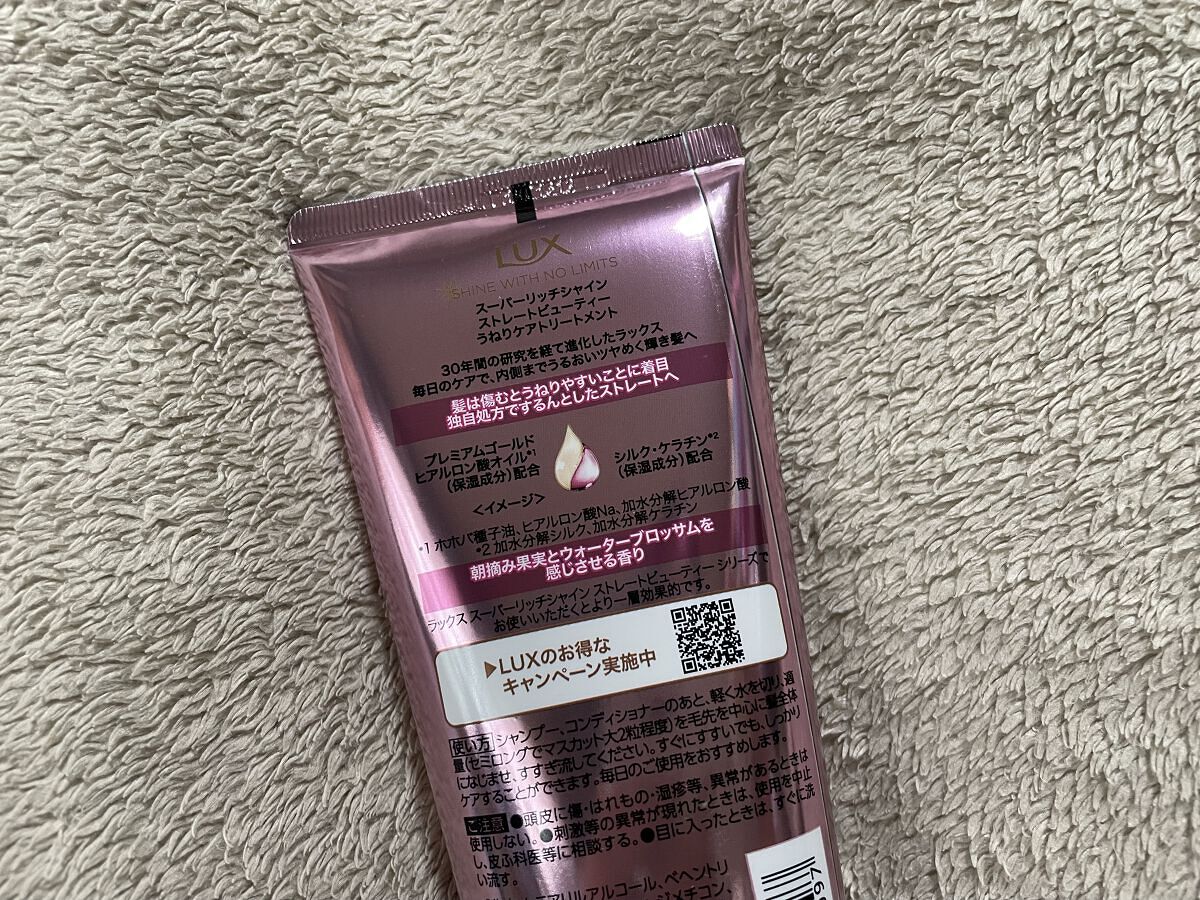 LUX
SHINE WITH NO LIMITS
スーパーリッチシャイン
ストレートビューティー
うねりケアトリートメント
30年間の研究を経て進化したラックス
毎日のケアで、内側までうるおいツヤめく輝き髪へ
髪は傷むとうねりやすいことに着目
独自処方でするんとしたストレートへ
プレミアムゴールド
ヒアルロン酸オイル*1
(保湿成分)配合
シルク・ケラチン*2
(保湿成分)配合
<イメージ>
*1 ホホバ種子油、ヒアルロン酸Na、加水分解ヒアルロン酸
*2 加水分解シルク、加水分解ケラチン
朝摘み果実とウォーターブロッサムを
感じさせる香り
ラックス スーパーリッチシャイン ストレートビューティー シリーズで
お使いいただくとより一層効果的です。
▶LUXのお得な
キャンペーン実施中
使い方 シャンプー、コンディショナーのあと、軽く水を切り、適
量(セミロングでマスカット大2粒程度)を毛先を中心に髪全体
になじませ、すすぎ流してください。すぐにすすいでも、しっかり
ケアすることができます。毎日のご使用をおすすめします。
ご注意 ●頭皮に傷・はれもの・湿疹等、異常があるときは
使用しない。●刺激等の異常が現れたときは、使用を中止
し、皮ふ科医等に相談する。●目に入ったときは、すぐに洗
い流す。
アリルアルコール、ベヘントリ
ジメチコン、